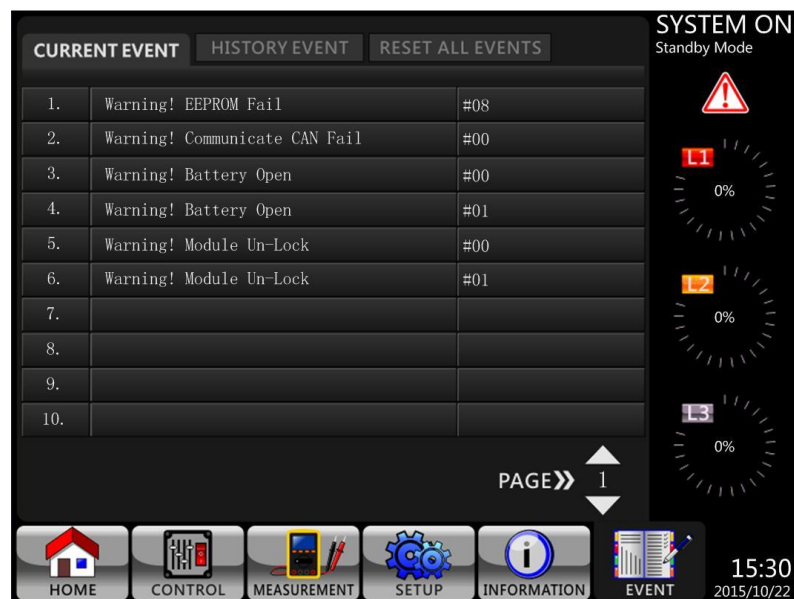 SYSTEM ON
Standby Mode
CURRENT EVENT HISTORY EVENT RESET ALL EVENTS
1. Warning! EEPROM Fail #08
2. Warning! Communicate CAN Fail #00
3. Warning! Battery Open #00
4. Warning! Battery Open #01
5. Warning! Module Un-Lock #00
6. Warning! Module Un-Lock #01
7.
8.
9.
10.
L1
0%
L2
0%
L3
0%
PAGE 1
HOME CONTROL MEASUREMENT SETUP INFORMATION EVENT
15:30
2015/10/22